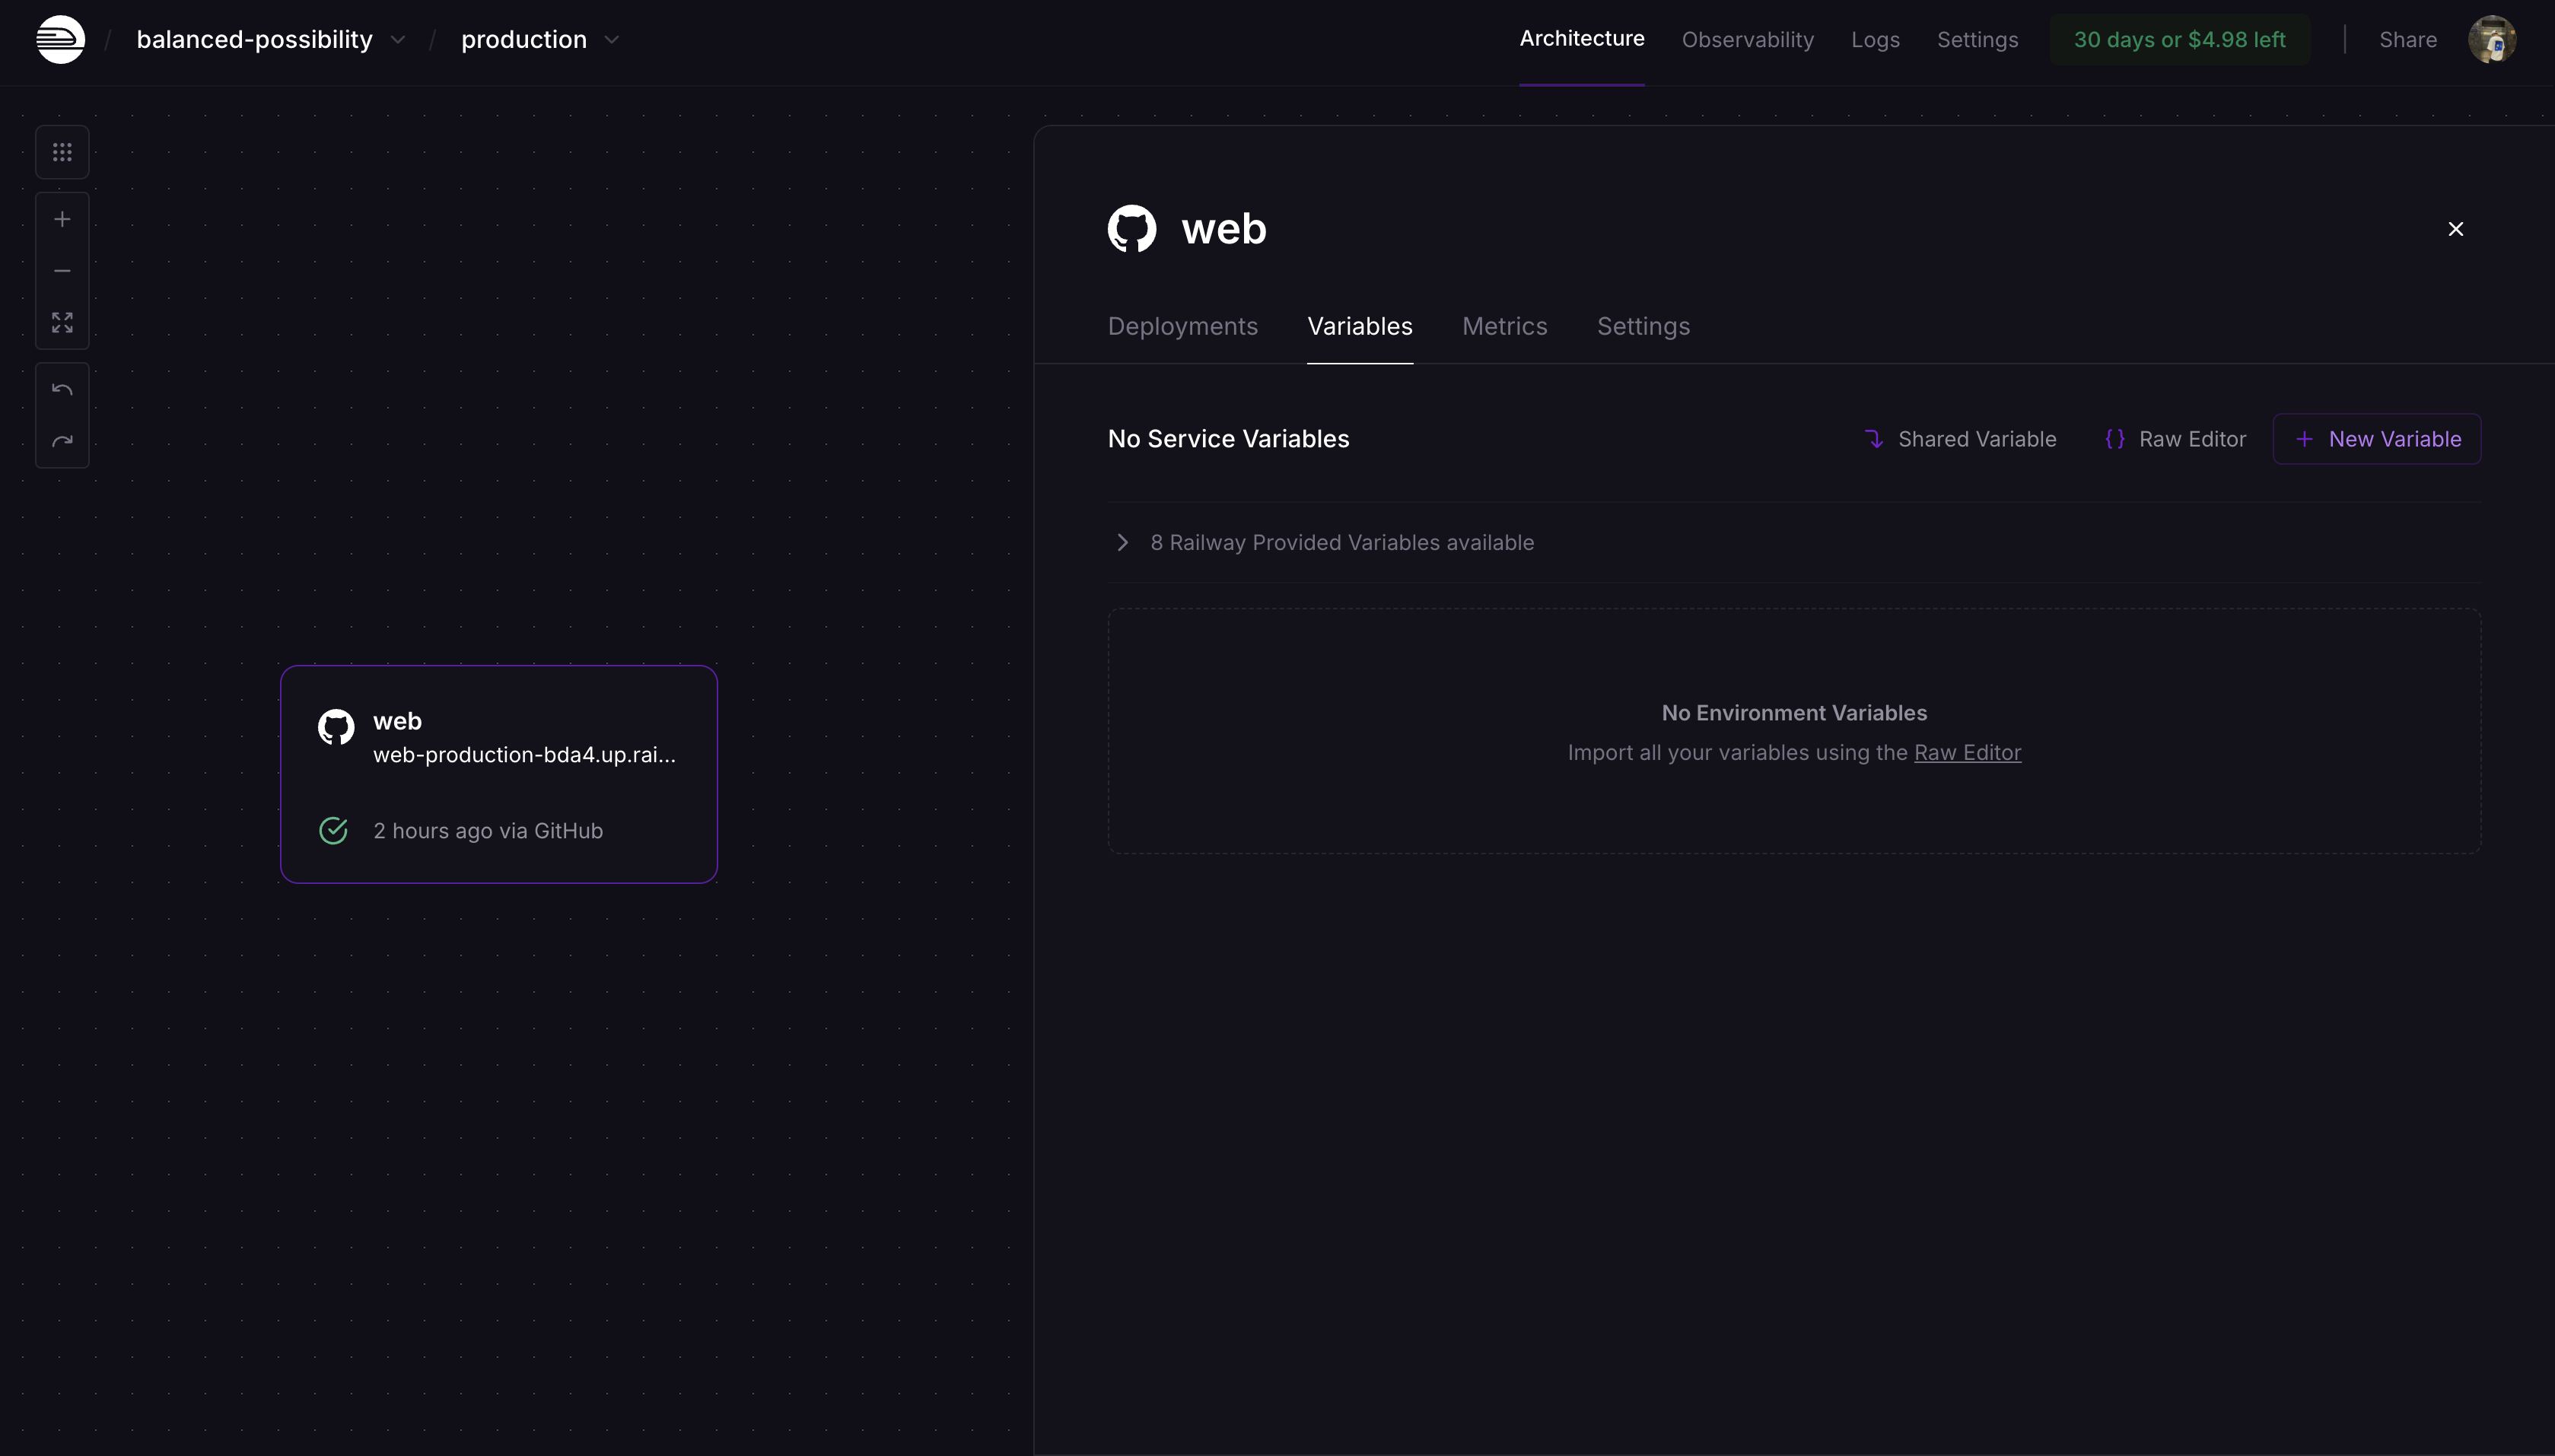 / balanced-possibility / production
Architecture Observability Logs Settings 30 days or $4.98 left Share
web
Deployments Variables Metrics Settings
No Service Variables
Shared Variable {} Raw Editor + New Variable
8 Railway Provided Variables available
No Environment Variables
Import all your variables using the Raw Editor
web
web-production-bda4.up.rai...
2 hours ago via GitHub